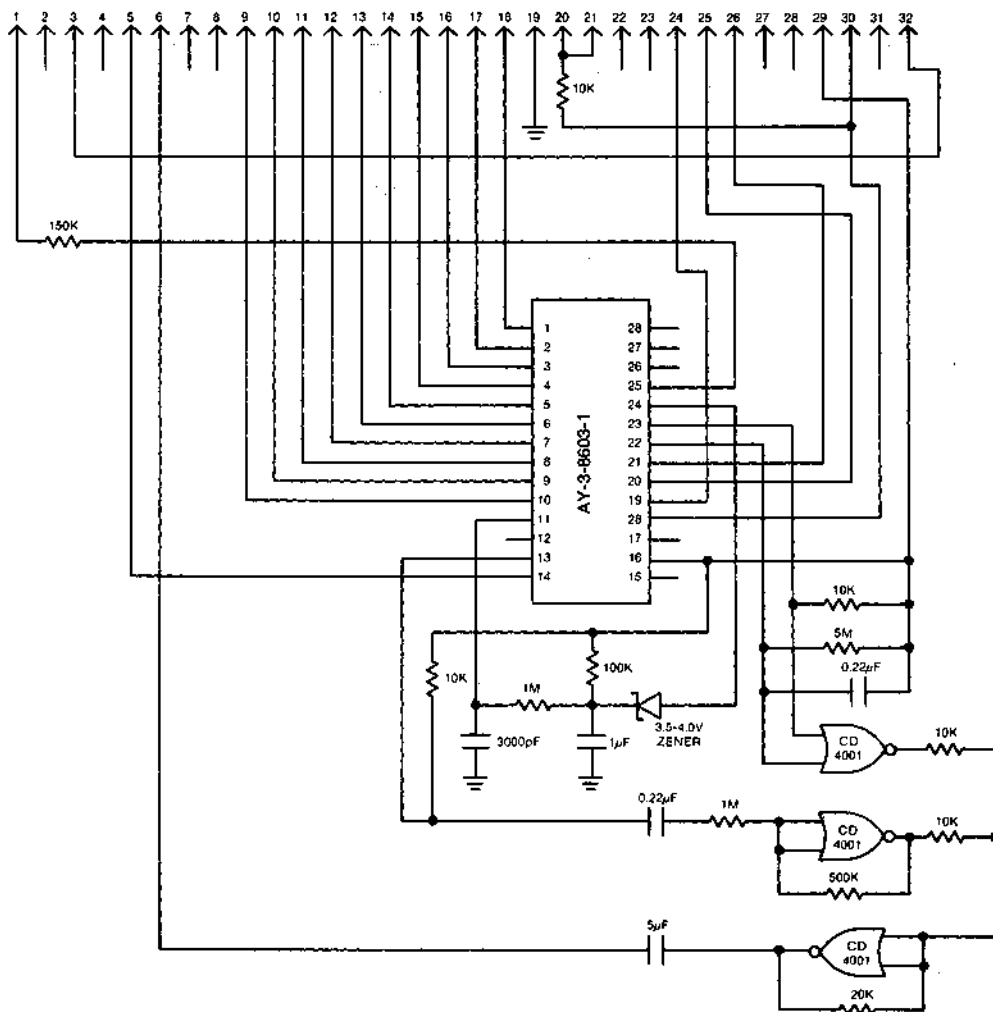 1 2 3 4 5 6 7 8 9 10 11 12 13 14 15 16 17 18 19 20 21 22 23 24 25 26 27 28 29 30 31 32
10K
150K
1 28
2 27
3 26
4 25
5 24
6 23
7 22
8 21
9 20
10 19
11 28
12 17
13 16
14 15
AY-3-8603-1
10K
5M
0.22µF
10K
100K
1M
3.5-4.0V
ZENER
3000pF
1µF
CD
4001
10K
0.22µF
1M
CD
4001
10K
500K
5µF
CD
4001
20K